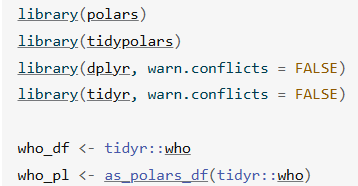 library(polars)
library(tidypolars)
library(dplyr, warn.conflicts = FALSE)
library(tidyr, warn.conflicts = FALSE)
who_df <- tidyr::who
who_pl <- as_polars_df(tidyr::who)